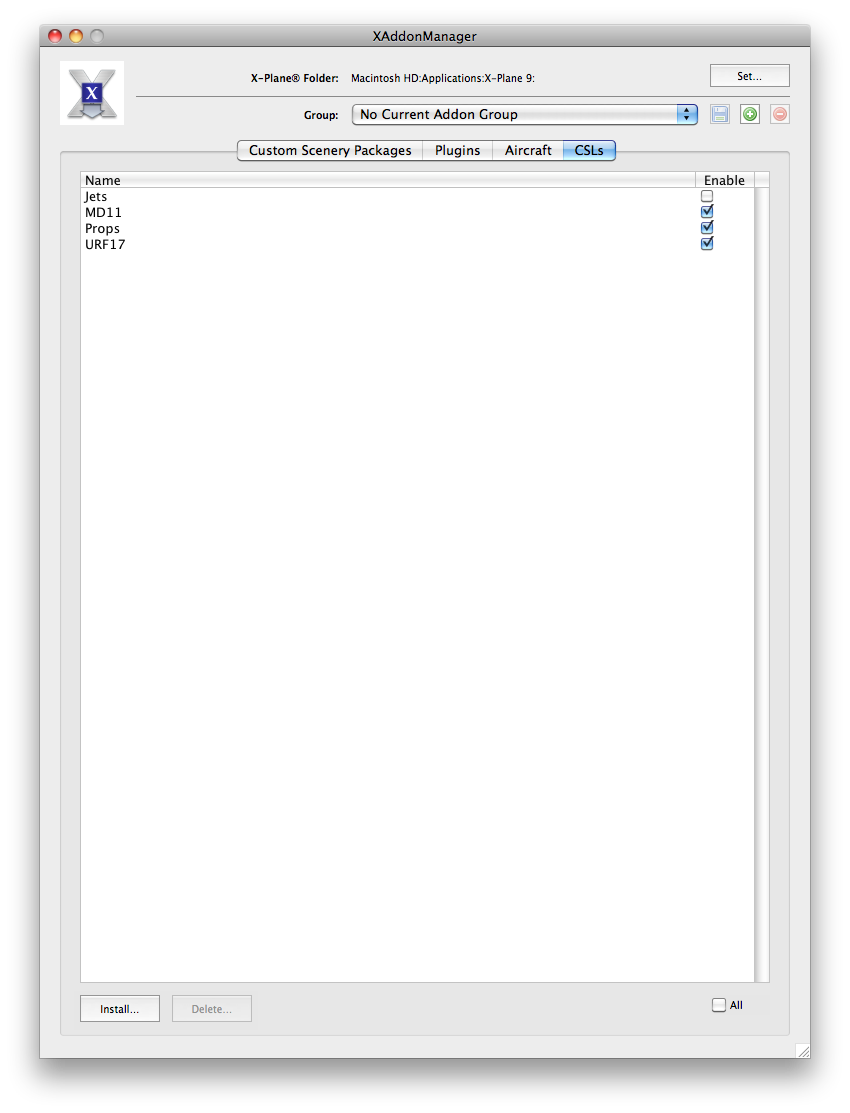 XAddonManager
X
X-Plane® Folder: Macintosh HD:Applications:X-Plane 9: Set...
Group: No Current Addon Group
Custom Scenery Packages Plugins Aircraft CSLs
Name Enable
Jets
MD11
Props
URF17
Install... Delete... All